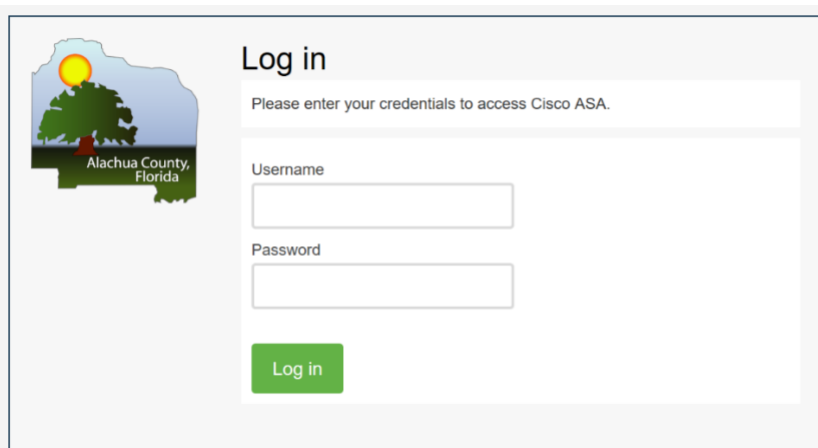 Log in
Please enter your credentials to access Cisco ASA.
Alachua County,
Florida
Username
Password
Log in